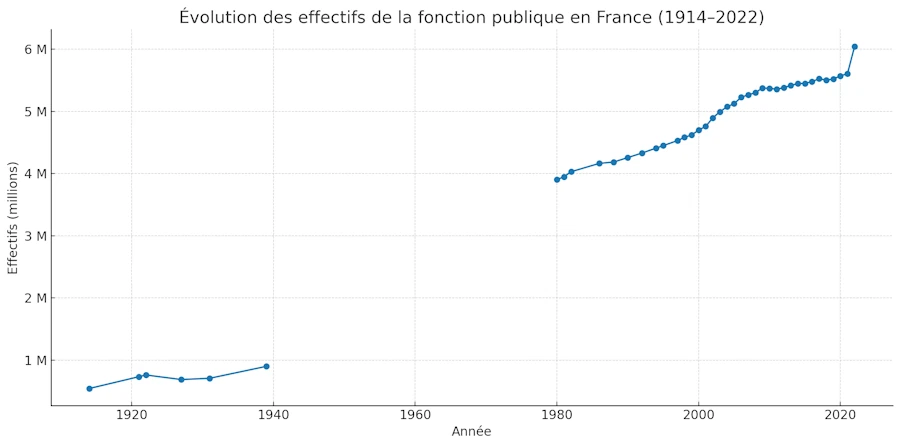 Évolution des effectifs de la fonction publique en France (1914–2022)
6 M
5 M
4 M
3 M
2 M
1 M
Effectifs (millions)
1920 1940 1960 1980 2000 2020
Année